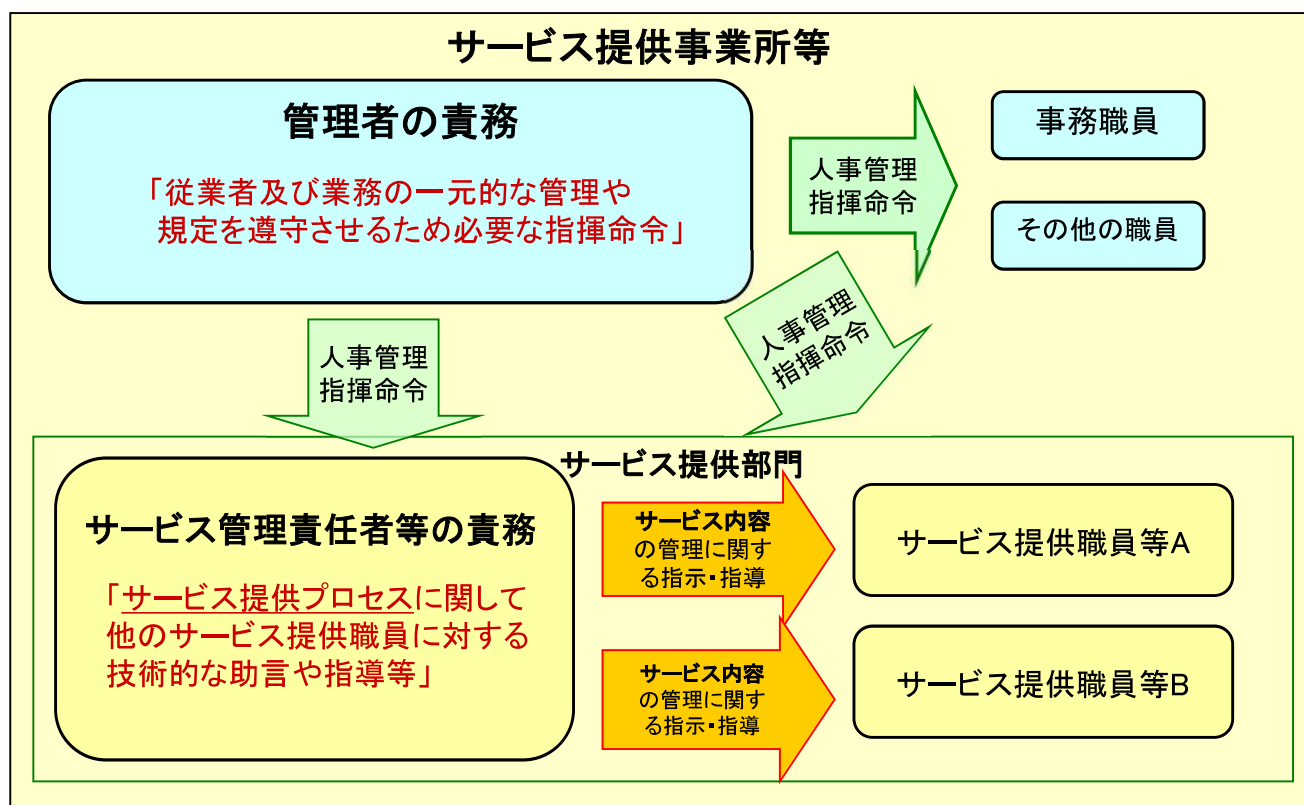 サービス提供事業所等
管理者の責務
「従業者及び業務の一元的な管理や
規定を遵守させるため必要な指揮命令」
人事管理
指揮命令
事務職員
その他の職員
人事管理
指揮命令
人事管理
指揮命令
サービス提供部門
サービス管理責任者等の責務
「サービス提供プロセスに関して
他のサービス提供職員に対する
技術的な助言や指導等」
サービス内容
の管理に関す
る指示・指導
サービス提供職員等A
サービス内容
の管理に関す
る指示・指導
サービス提供職員等B